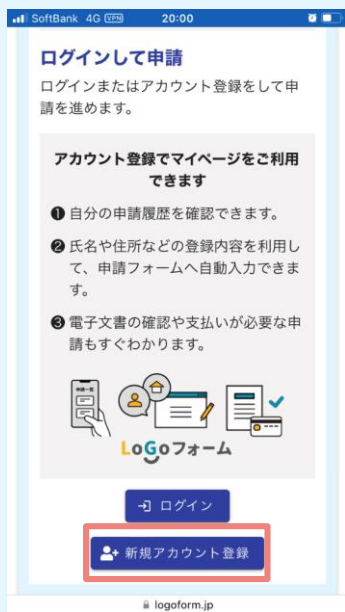 SoftBank 4G VPN 20:00
ログインして申請
ログインまたはアカウント登録をして申
請を進めます。
アカウント登録でマイページをご利用
できます
❶ 自分の申請履歴を確認できます。
❷ 氏名や住所などの登録内容を利用し
て、申請フォームへ自動入力できま
す。
❸ 電子文書の確認や支払いが必要な申
請もすぐわかります。
申請一覧
LoGoフォーム
ログイン
新規アカウント登録
logoform.jp